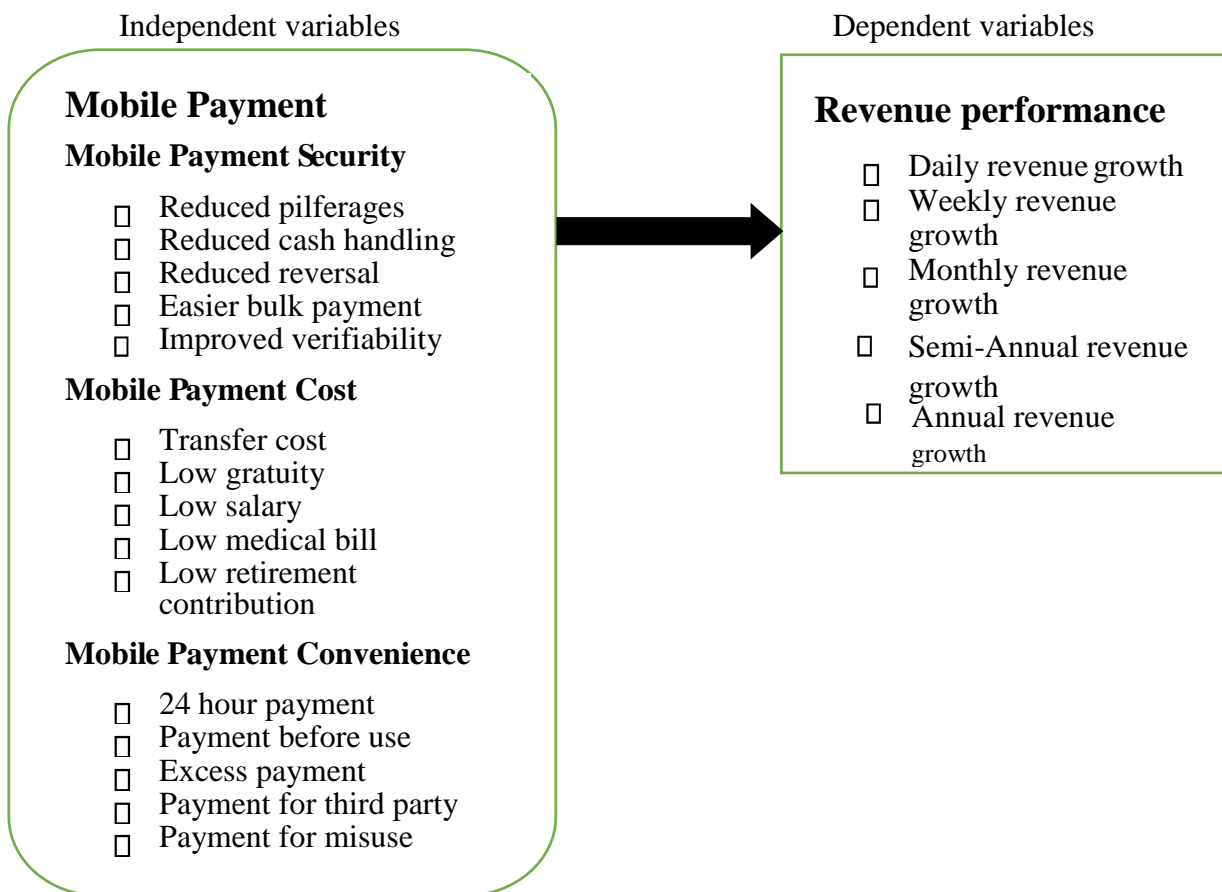 Independent variables
Mobile Payment
Mobile Payment Security
Reduced pilferages
Reduced cash handling
Reduced reversal
Easier bulk payment
Improved verifiability
Mobile Payment Cost
Transfer cost
Low gratuity
Low salary
Low medical bill
Low retirement
contribution
Mobile Payment Convenience
24 hour payment
Payment before use
Excess payment
Payment for third party
Payment for misuse
Dependent variables
Revenue performance
Daily revenue growth
Weekly revenue
growth
Monthly revenue
growth
Semi-Annual revenue
growth
Annual revenue
growth